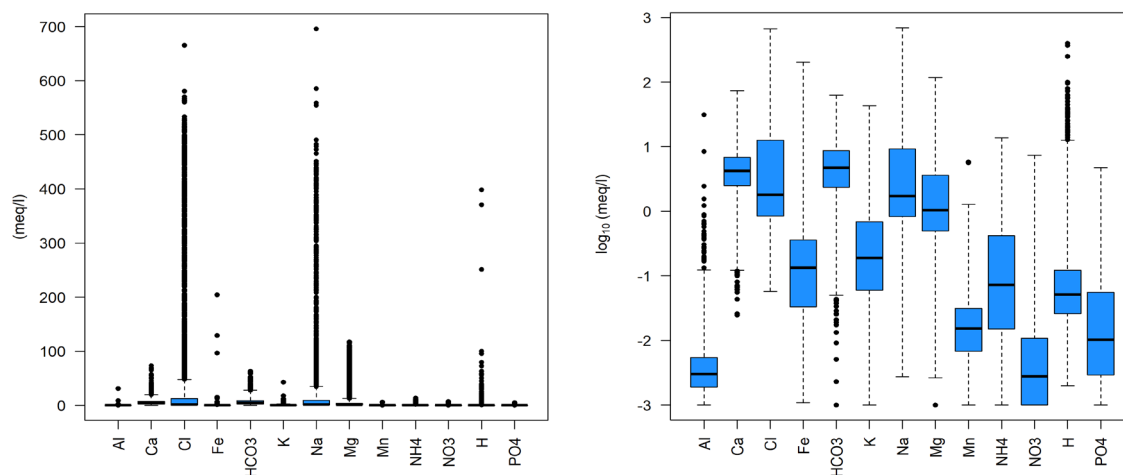 700
600
500
400
300
200
100
0
(meq/l)
Al
Ca
Cl
Fe
HCO3
K
Na
Mg
Mn
NH4
NO3
H
PO4
3
2
1
0
-1
-2
-3
log₁₀ (meq/l)
Al
Ca
Cl
Fe
HCO3
K
Na
Mg
Mn
NH4
NO3
H
PO4